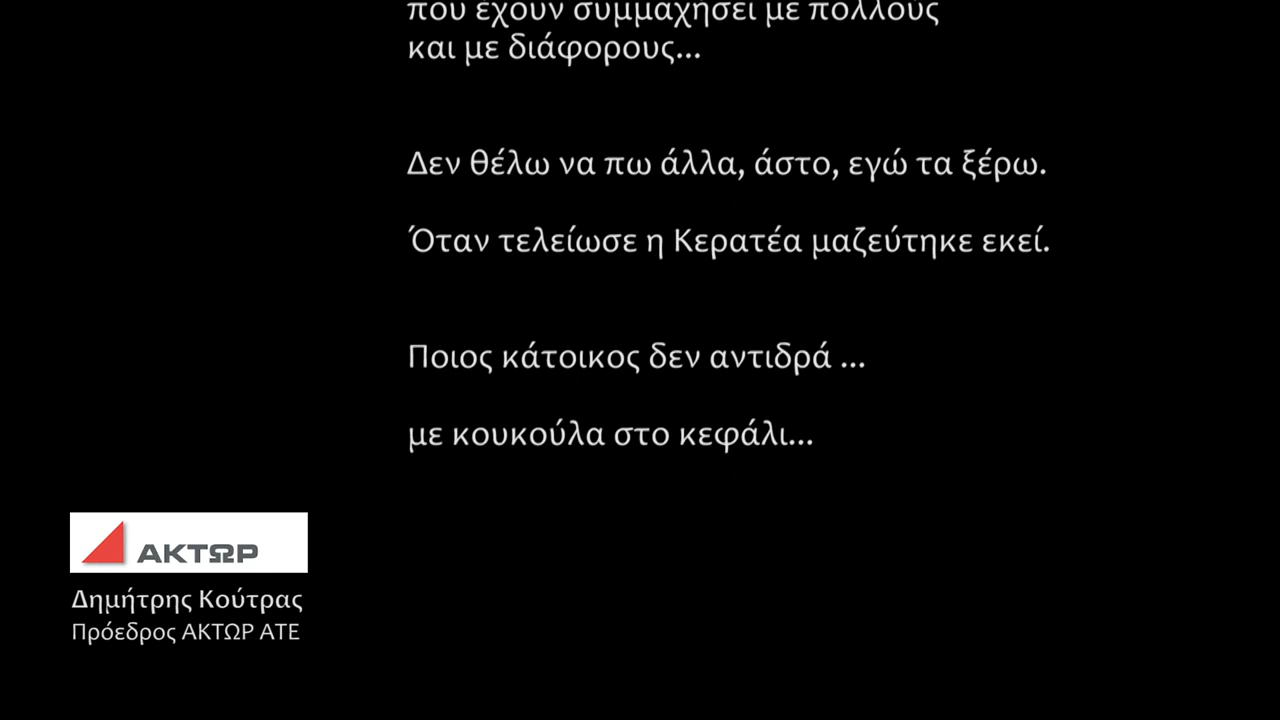 που έχουν συμμαχήσει με πολλούς
και με διάφορους...
Δεν θέλω να πω άλλα, άστο, εγώ τα ξέρω.
Όταν τελείωσε η Κερατέα μαζεύτηκε εκεί.
Ποιος κάτοικος δεν αντιδρά ...
με κουκούλα στο κεφάλι...
ΑΚΤΩΡ
Δημήτρης Κούτρας
Πρόεδρος ΑΚΤΩΡ ΑΤΕ